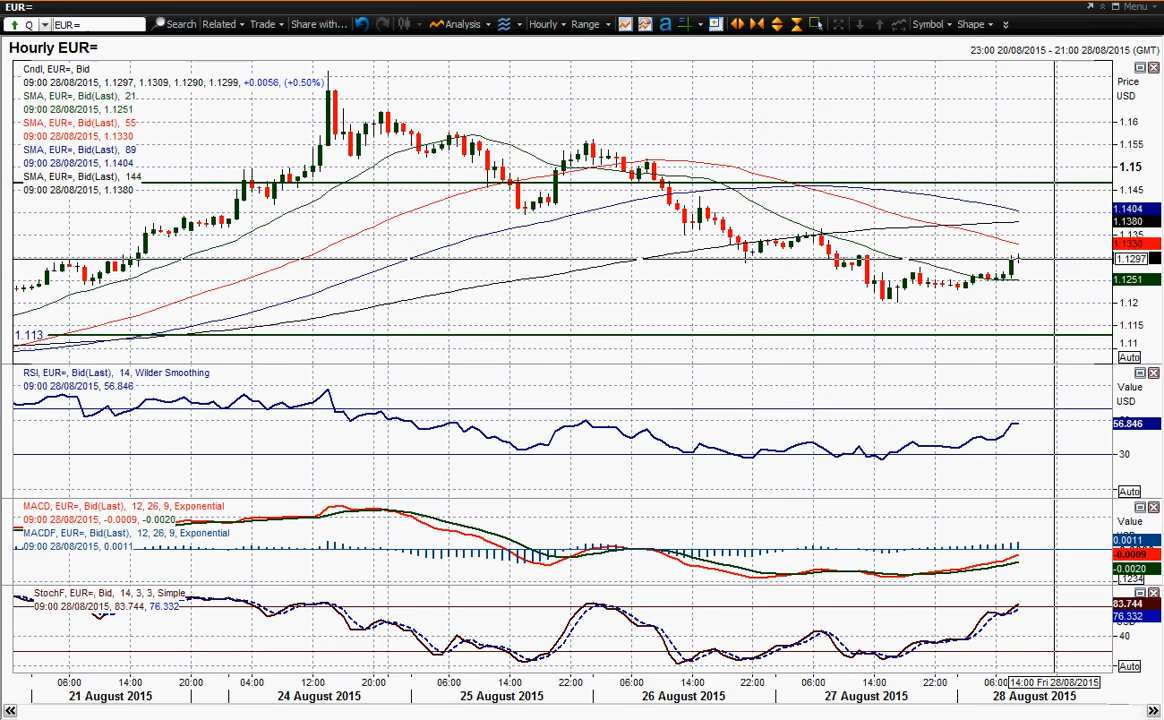 EUR=
Menu
Q EUR= Search Related Trade Share with... Analysis Hourly Range a Symbol Shape
Hourly EUR=
23:00 20/08/2015 - 21:00 28/08/2015 (GMT)
Cndl, EUR=, Bid
09:00 28/08/2015, 1.1297, 1.1309, 1.1290, 1.1299, +0.0056, (+0.50%)
SMA, EUR=, Bid(Last), 21
09:00 28/08/2015, 1.1251
SMA, EUR=, Bid(Last), 55
09:00 28/08/2015, 1.1330
SMA, EUR=, Bid(Last), 89
09:00 28/08/2015, 1.1404
SMA, EUR=, Bid(Last), 144
09:00 28/08/2015, 1.1380
Price
USD
1.16
1.155
1.15
1.145
1.1404
1.1380
1.135
1.1330
1.1297
1.1251
1.12
1.115
1.11
Auto
1.113
RSI, EUR=, Bid(Last), 14, Wilder Smoothing
09:00 28/08/2015, 56.846
Value
USD
56.846
30
Auto
MACD, EUR=, Bid(Last), 12, 26, 9, Exponential
09:00 28/08/2015, -0.0009, -0.0020
MACDF, EUR=, Bid(Last), 12, 26, 9, Exponential
09:00 28/08/2015, 0.0011
Value
0.0011
-0.0009
-0.0020
.1234
StochF, EUR=, Bid, 14, 3, 3, Simple
09:00 28/08/2015, 83.744, 76.332
83.744
76.332
40
Auto
06:00 14:00 20:00 04:00 12:00 20:00 06:00 14:00 22:00 06:00 14:00 22:00 06:00 14:00 22:00 06:00 14:00 Fri 28/08/2015
21 August 2015 24 August 2015 25 August 2015 26 August 2015 27 August 2015 28 August 2015